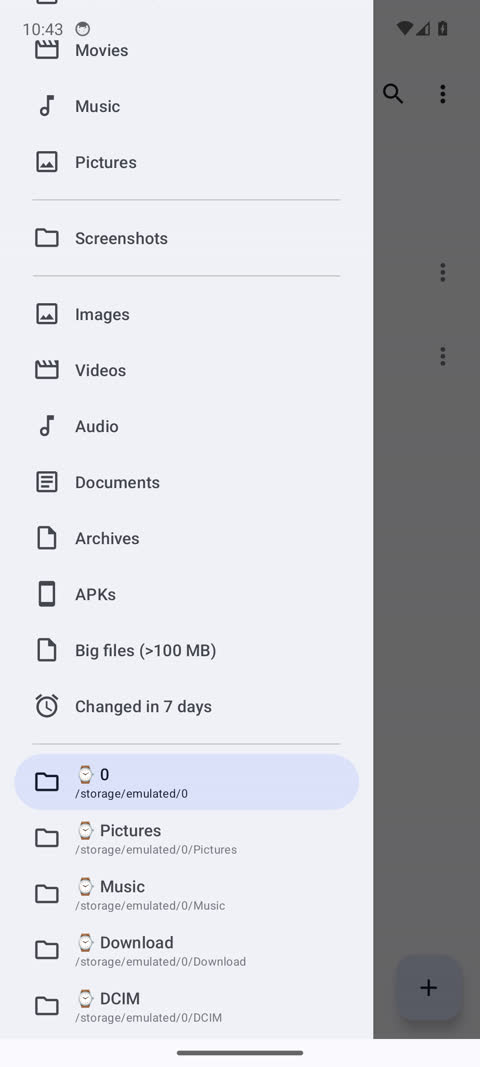 10:43
Movies
Music
Pictures
Screenshots
Images
Videos
Audio
Documents
Archives
APKs
Big files (>100 MB)
Changed in 7 days
⌚ 0
/storage/emulated/0
⌚ Pictures
/storage/emulated/0/Pictures
⌚ Music
/storage/emulated/0/Music
⌚ Download
/storage/emulated/0/Download
⌚ DCIM
/storage/emulated/0/DCIM